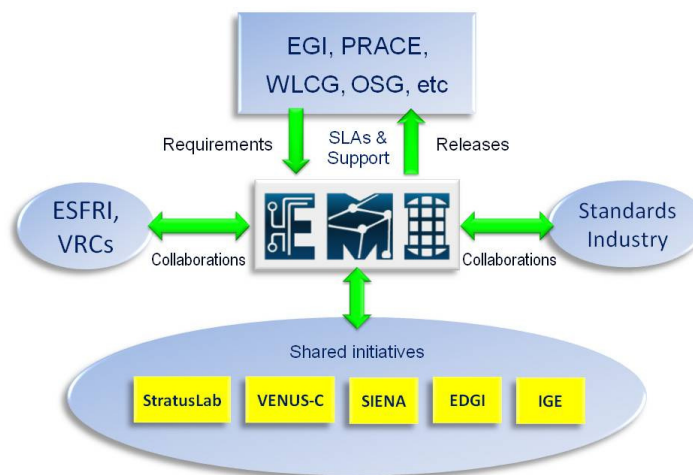 EGI, PRACE,
WLCG, OSG, etc
Requirements
SLAs &
Support
Releases
ESFRI,
VRCs
EMI
Standards
Industry
Collaborations
Collaborations
Shared initiatives
StratusLab
VENUS-C
SIENA
EDGI
IGE